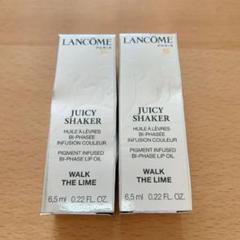 LANCÔME
PARIS
JUICY
SHAKER
HUILE À LÈVRES
BI-PHASÉE
INFUSION COULEUR
PIGMENT INFUSED
BI-PHASE LIP OIL
WALK
THE LIME
6,5 ml 0.22 FL. OZ.
LANCÔME
PARIS
JUICY
SHAKER
HUILE À LÈVRES
BI-PHASÉE
INFUSION COULEUR
PIGMENT INFUSED
BI-PHASE LIP OIL
WALK
THE LIME
6,5 ml 0.22 FL. OZ.